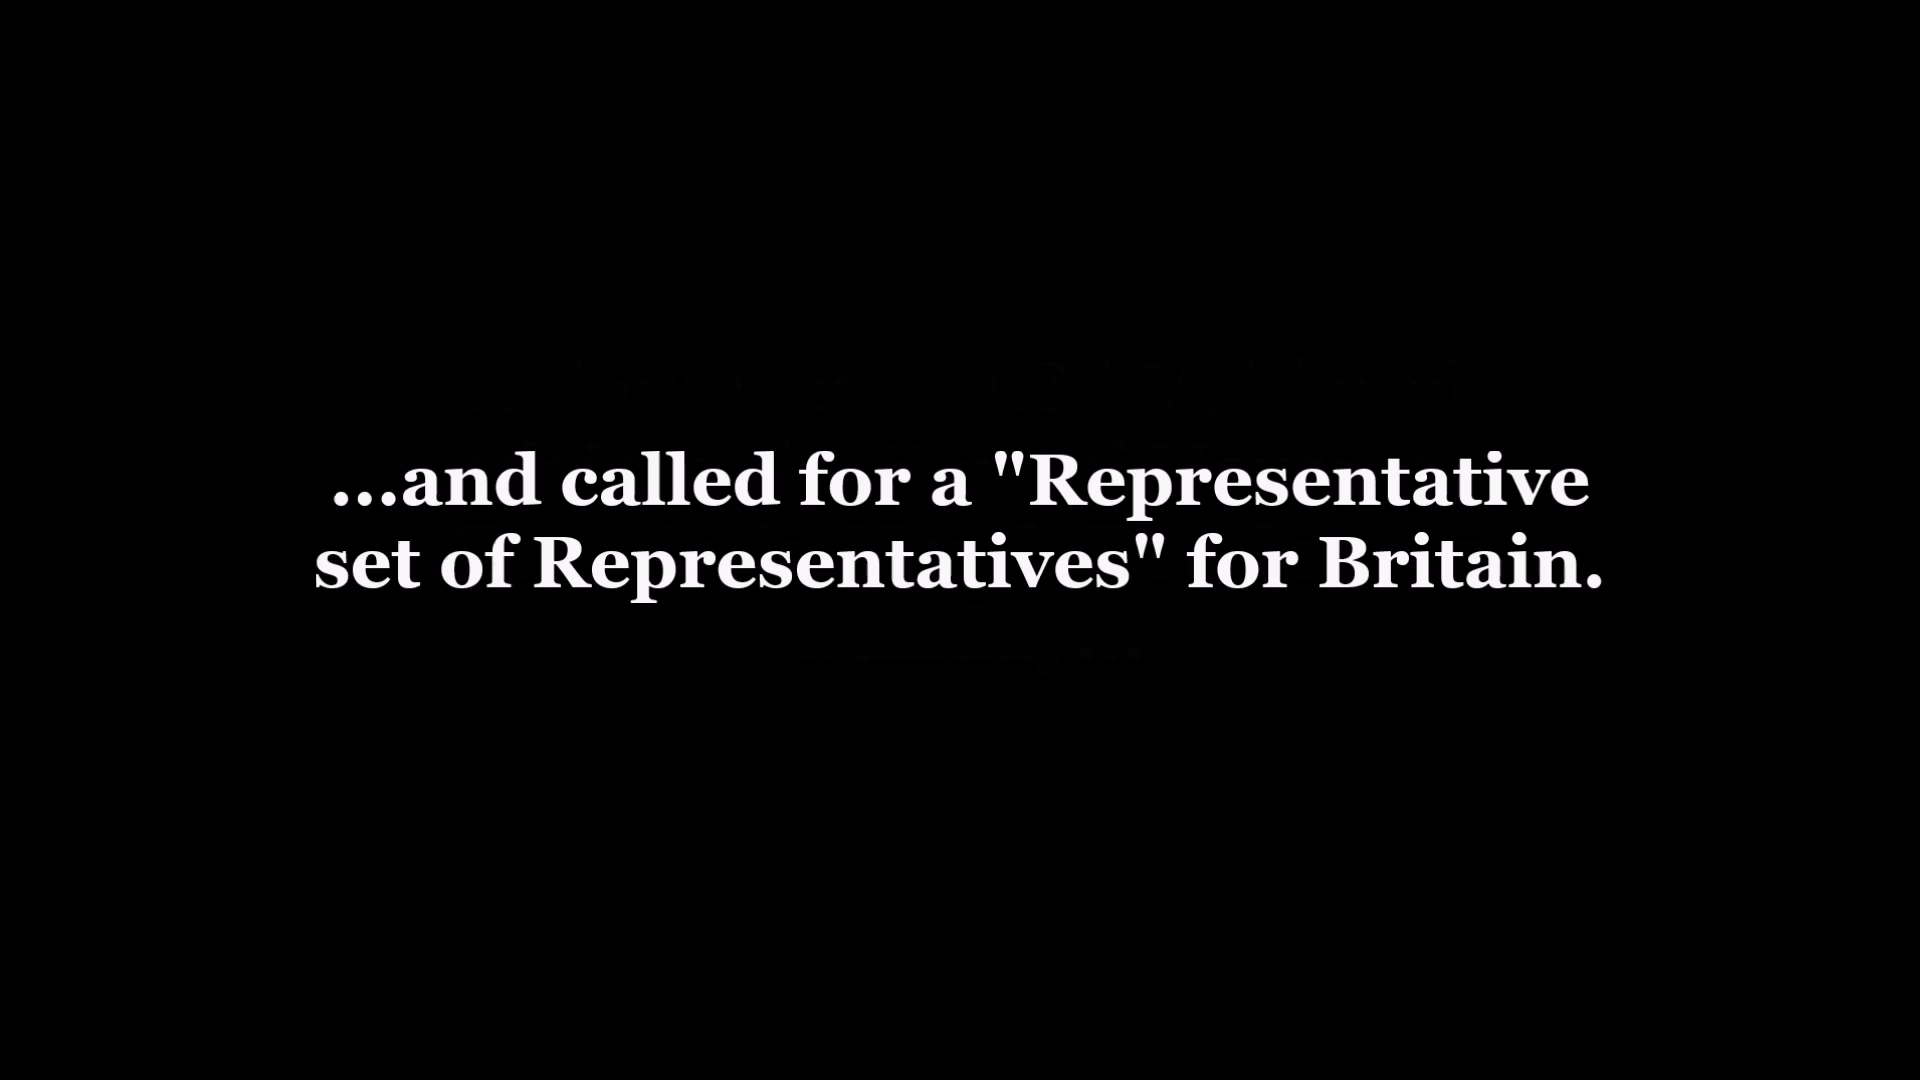 ...and called for a "Representative
set of Representatives" for Britain.